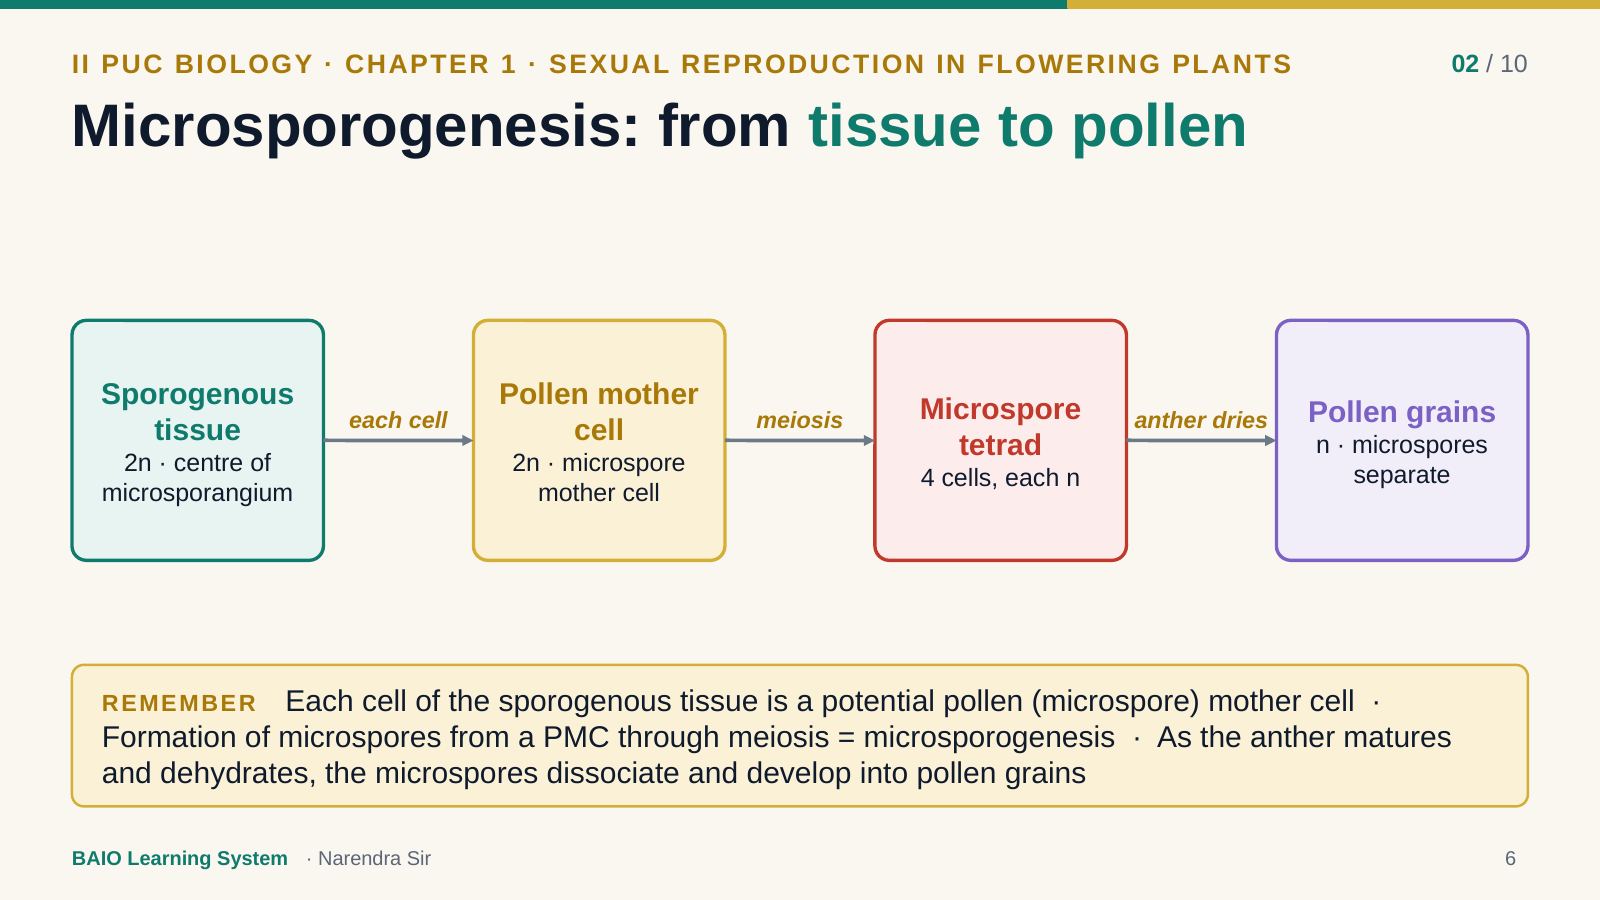 II PUC BIOLOGY · CHAPTER 1 · SEXUAL REPRODUCTION IN FLOWERING PLANTS
02 / 10
Microsporogenesis: from tissue to pollen
Sporogenous
tissue
2n · centre of
microsporangium
each cell
Pollen mother
cell
2n · microspore
mother cell
meiosis
Microspore
tetrad
4 cells, each n
anther dries
Pollen grains
n · microspores
separate
REMEMBER Each cell of the sporogenous tissue is a potential pollen (microspore) mother cell ·
Formation of microspores from a PMC through meiosis = microsporogenesis · As the anther matures
and dehydrates, the microspores dissociate and develop into pollen grains
BAIO Learning System · Narendra Sir
6